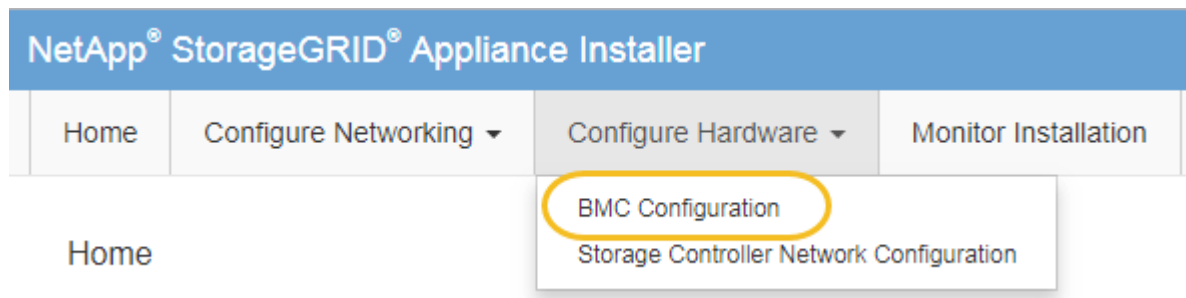 NetApp® StorageGRID® Appliance Installer
Home Configure Networking Configure Hardware Monitor Installation
BMC Configuration
Home Storage Controller Network Configuration